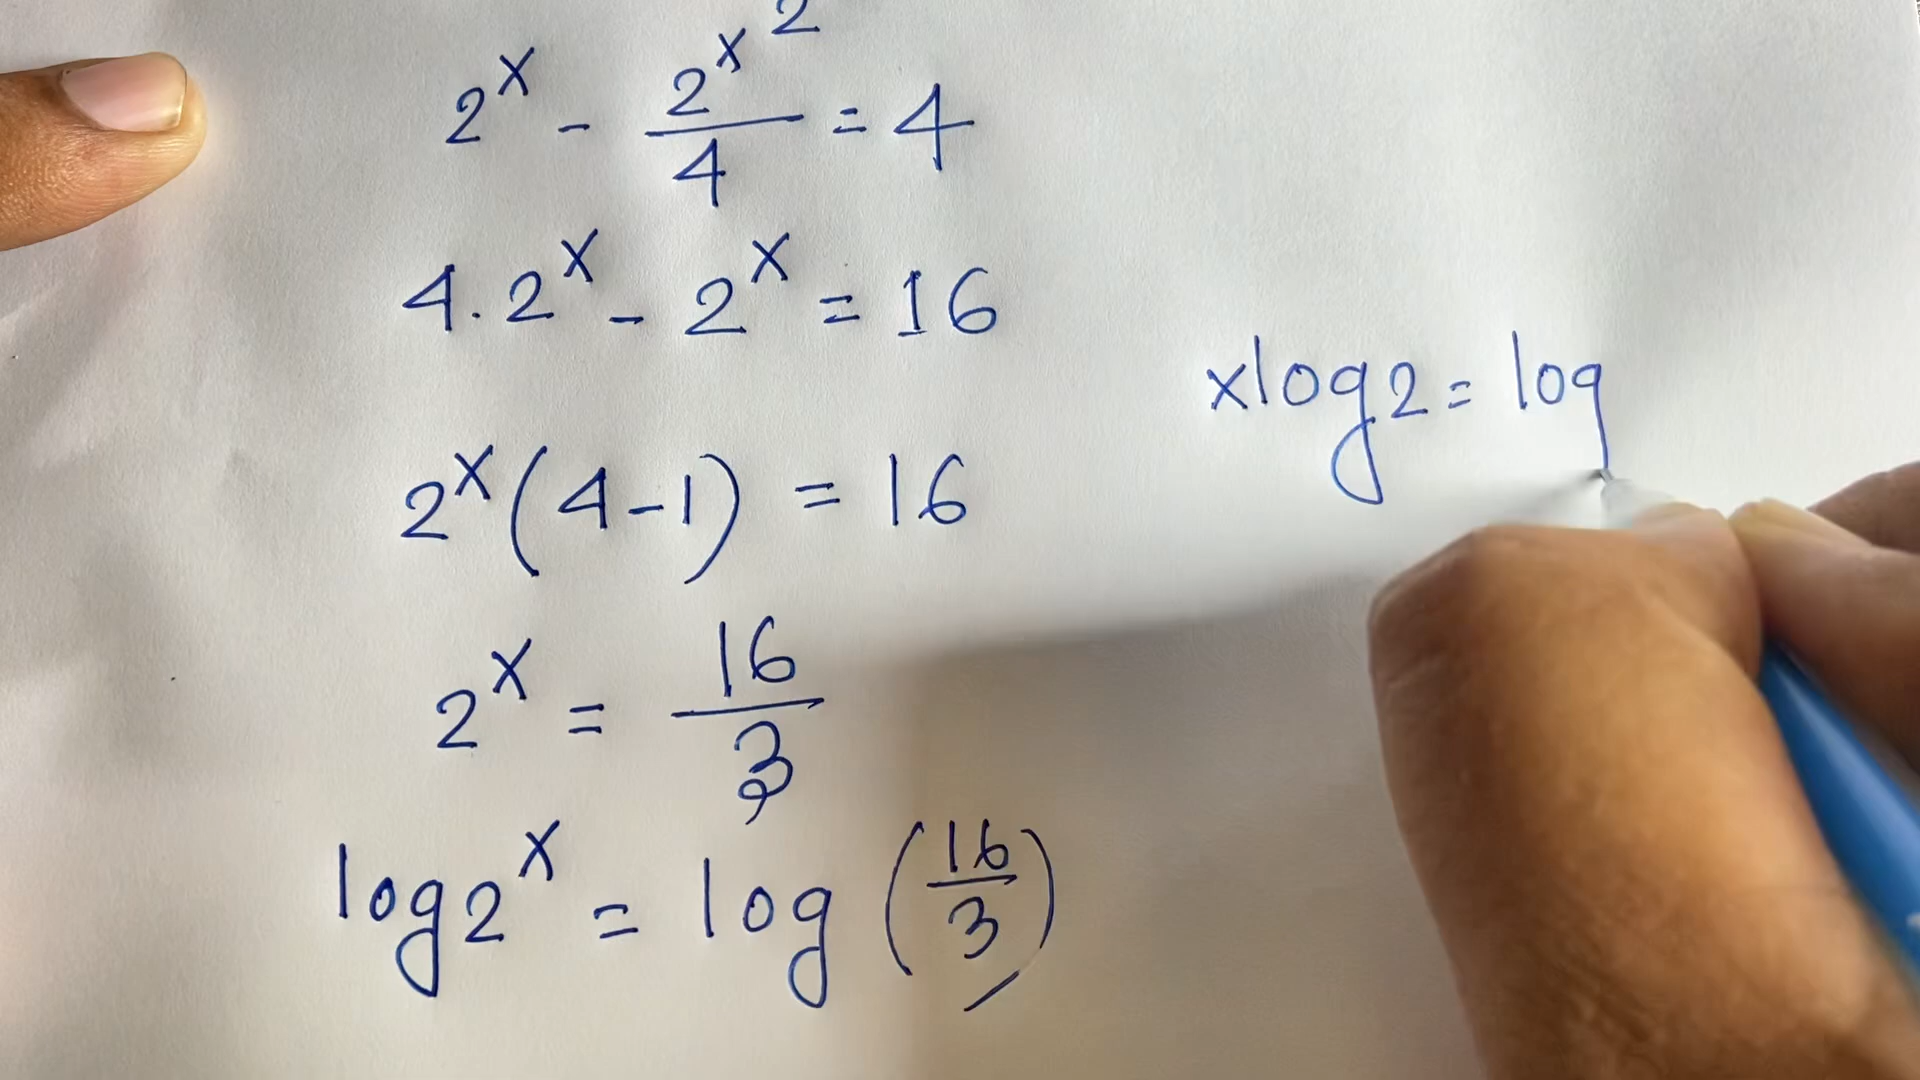 2^x - 2^x 2/4 = 4
4.2^x - 2^x = 16
2^x (4-1) = 16
2^x = 16/3
log2^x = log (16/3)
xlog2 = log